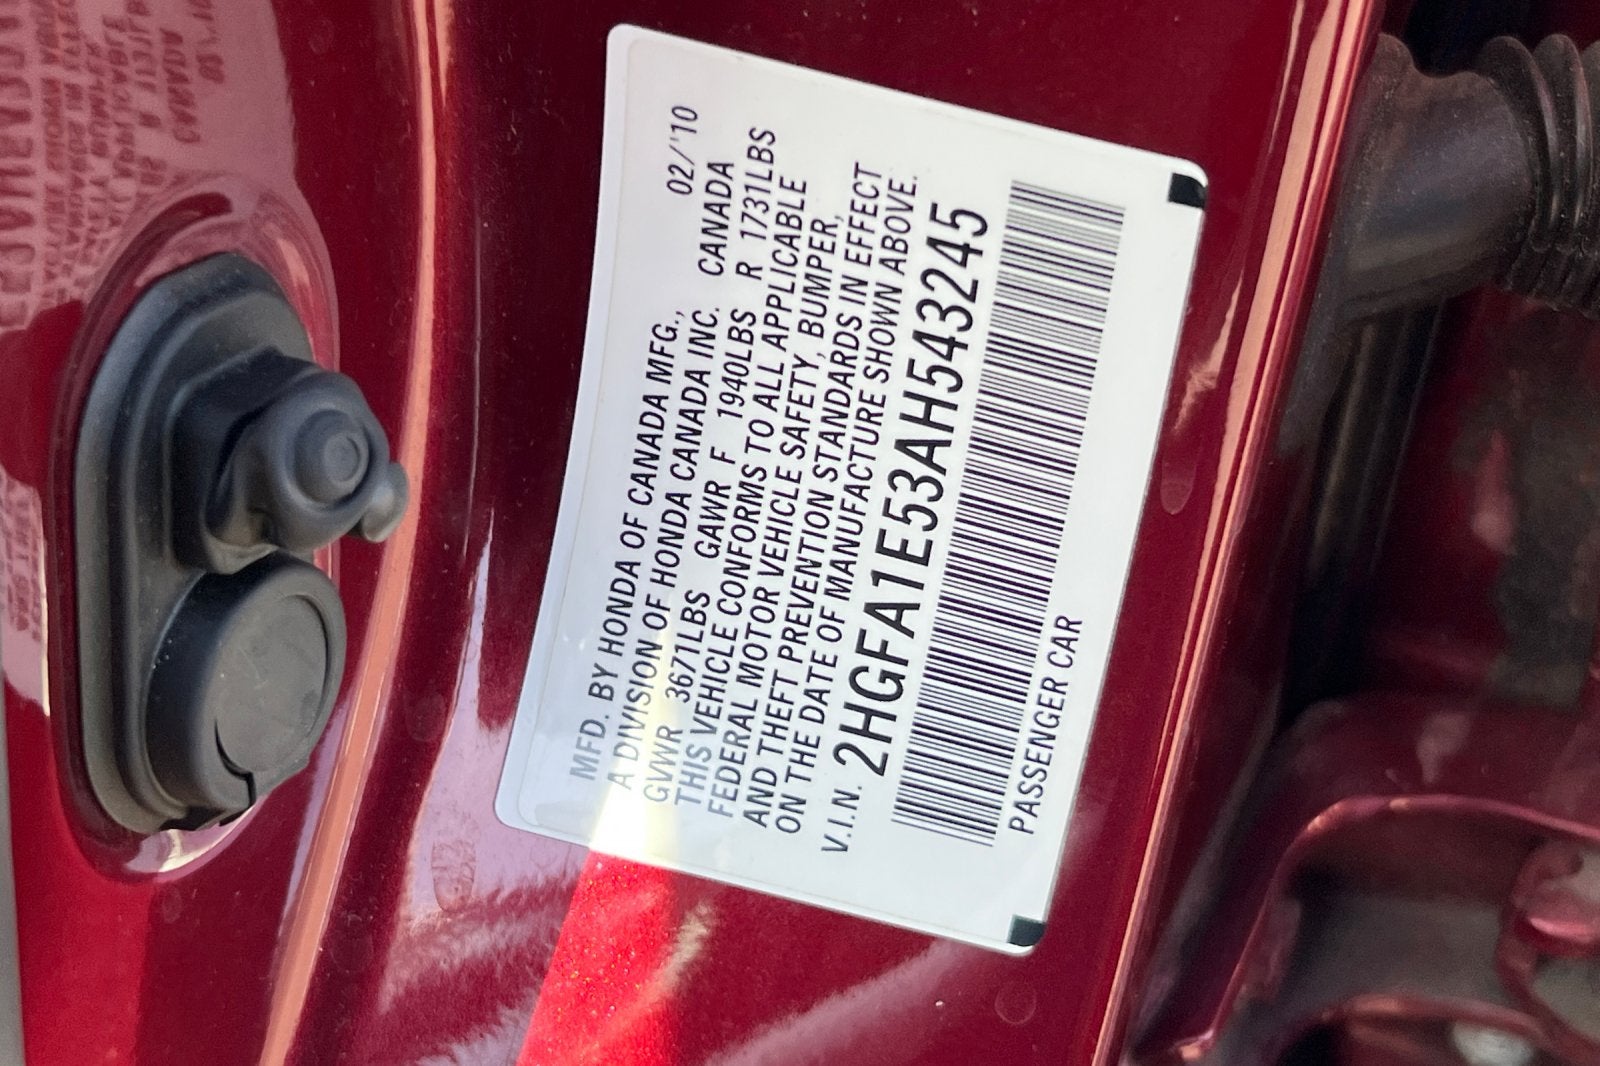 MFD. BY HONDA OF CANADA MFG., 02/'10
A DIVISION OF HONDA CANADA INC. CANADA
GVWR 3671LBS GAWR F 1940LBS R 1731LBS
THIS VEHICLE CONFORMS TO ALL APPLICABLE
FEDERAL MOTOR VEHICLE SAFETY, BUMPER,
AND THEFT PREVENTION STANDARDS IN EFFECT
ON THE DATE OF MANUFACTURE SHOWN ABOVE.
V.I.N. 2HGFA1E53AH543245
PASSENGER CAR